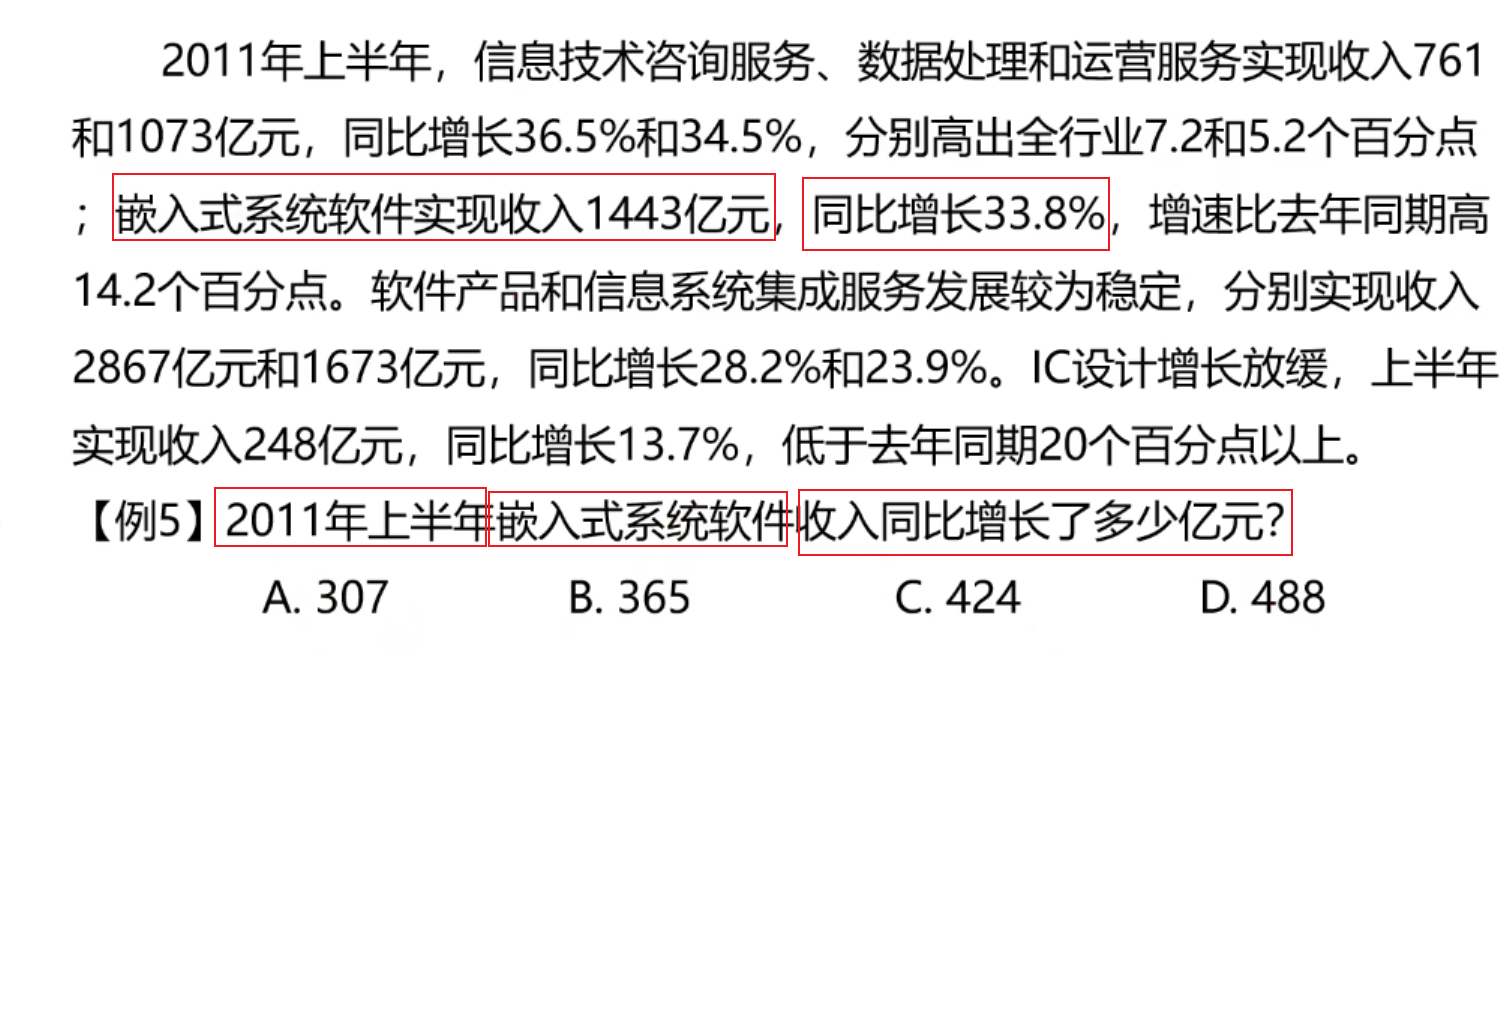 2011年上半年，信息技术咨询服务、数据处理和运营服务实现收入761
和1073亿元，同比增长36.5%和34.5%，分别高出全行业7.2和5.2个百分点
；嵌入式系统软件实现收入1443亿元，同比增长33.8%，增速比去年同期高
14.2个百分点。软件产品和信息系统集成服务发展较为稳定，分别实现收入
2867亿元和1673亿元，同比增长28.2%和23.9%。IC设计增长放缓，上半年
实现收入248亿元，同比增长13.7%，低于去年同期20个百分点以上。
【例5】2011年上半年嵌入式系统软件收入同比增长了多少亿元？
A. 307 B. 365 C. 424 D. 488